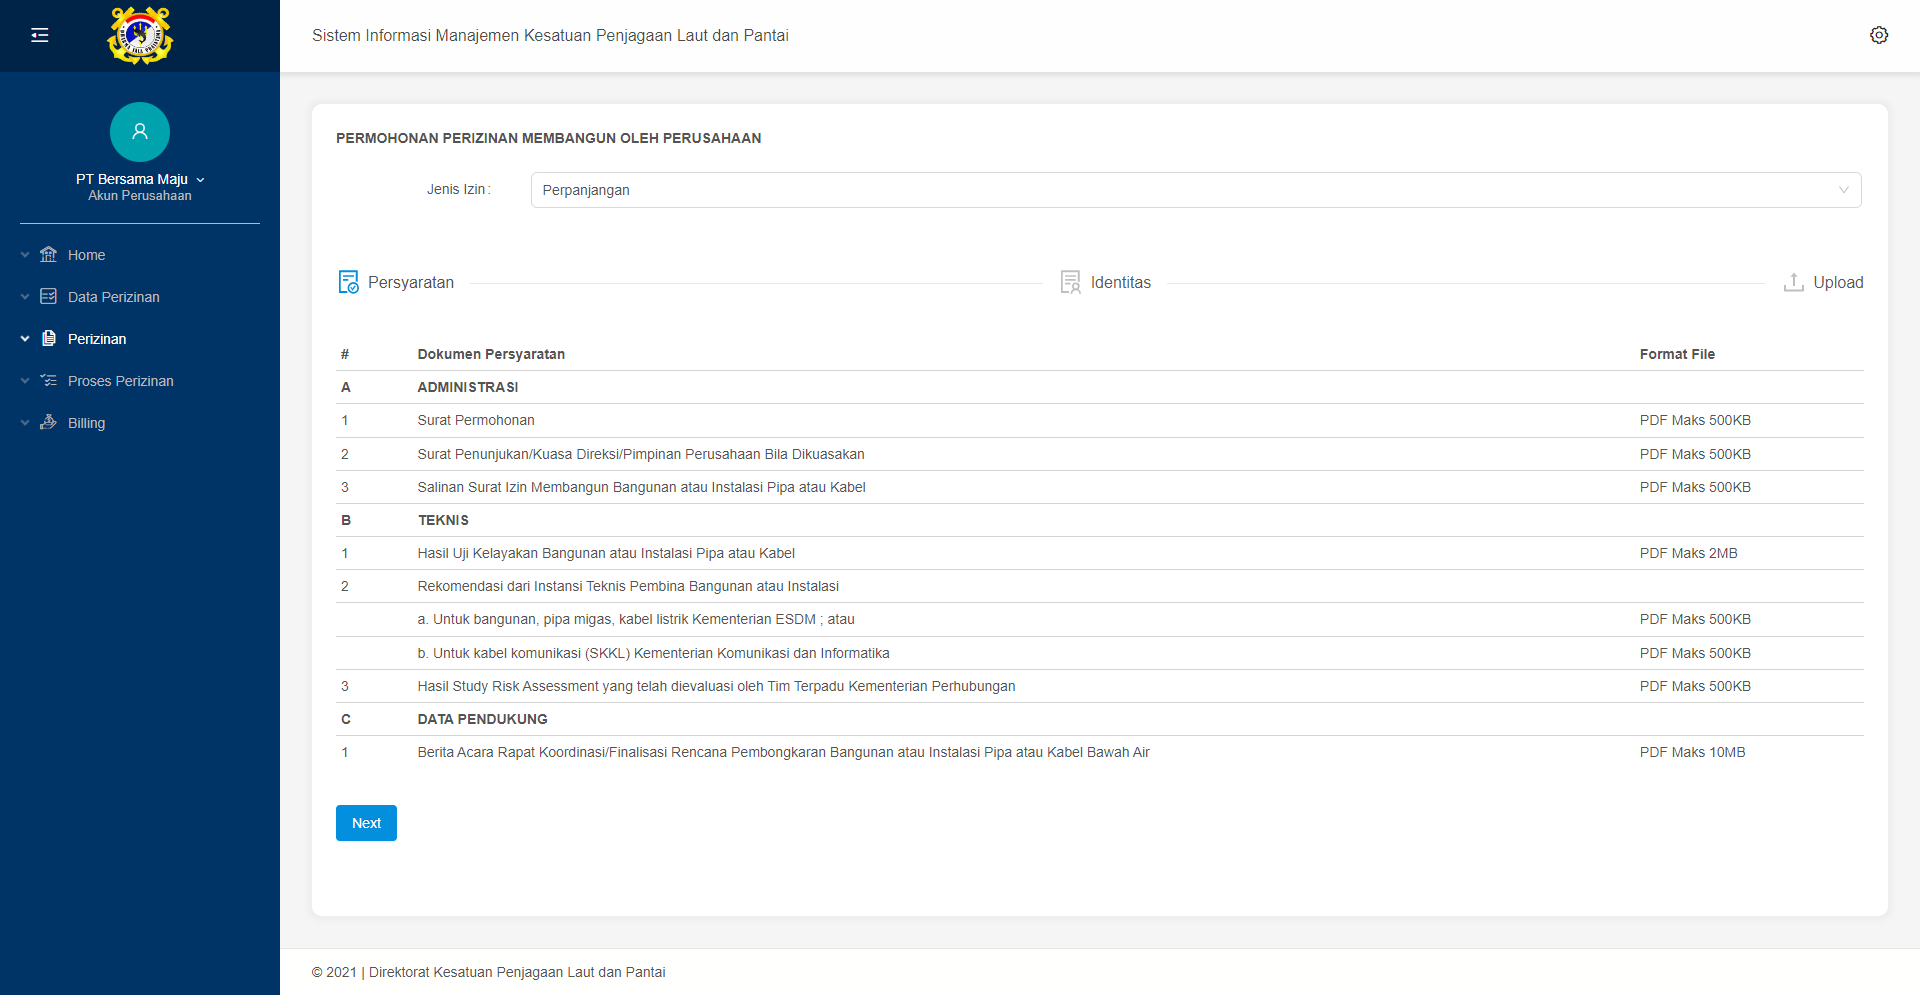 Sistem Informasi Manajemen Kesatuan Penjagaan Laut dan Pantai
PT Bersama Maju
Akun Perusahaan
Home
Data Perizinan
Perizinan
Proses Perizinan
Billing
PERMOHONAN PERIZINAN MEMBANGUN OLEH PERUSAHAAN
Jenis Izin : Perpanjangan
Persyaratan Identitas Upload
# Dokumen Persyaratan Format File
A ADMINISTRASI
1 Surat Permohonan PDF Maks 500KB
2 Surat Penunjukan/Kuasa Direksi/Pimpinan Perusahaan Bila Dikuasakan PDF Maks 500KB
3 Salinan Surat Izin Membangun Bangunan atau Instalasi Pipa atau Kabel PDF Maks 500KB
B TEKNIS
1 Hasil Uji Kelayakan Bangunan atau Instalasi Pipa atau Kabel PDF Maks 2MB
2 Rekomendasi dari Instansi Teknis Pembina Bangunan atau Instalasi
a. Untuk bangunan, pipa migas, kabel listrik Kementerian ESDM ; atau PDF Maks 500KB
b. Untuk kabel komunikasi (SKKL) Kementerian Komunikasi dan Informatika PDF Maks 500KB
3 Hasil Study Risk Assessment yang telah dievaluasi oleh Tim Terpadu Kementerian Perhubungan PDF Maks 500KB
C DATA PENDUKUNG
1 Berita Acara Rapat Koordinasi/Finalisasi Rencana Pembongkaran Bangunan atau Instalasi Pipa atau Kabel Bawah Air PDF Maks 10MB
Next
© 2021 | Direktorat Kesatuan Penjagaan Laut dan Pantai